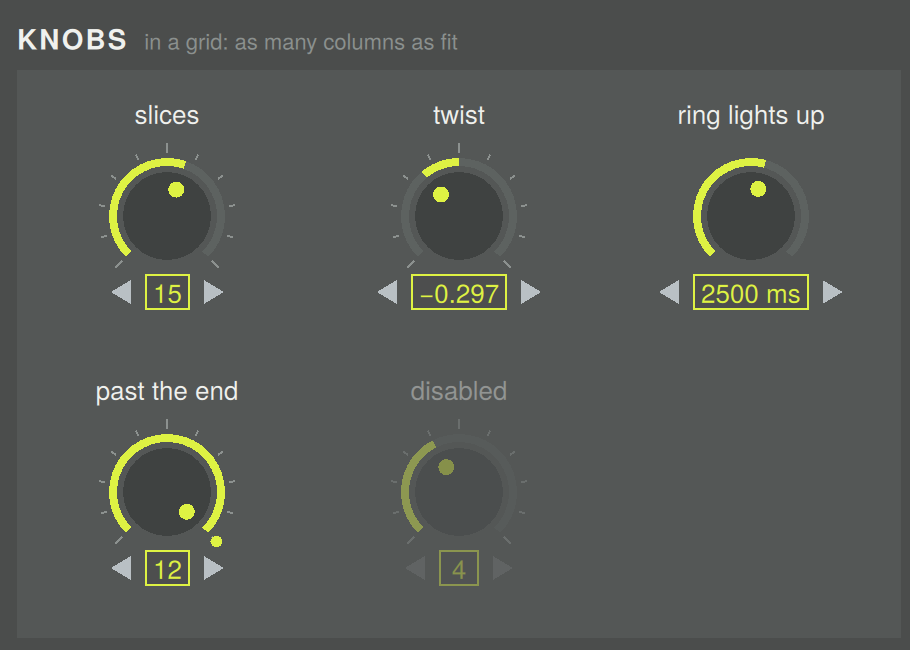 KNOBS in a grid: as many columns as fit
slices twist ring lights up
15 −0.297 2500 ms
past the end disabled
12 4